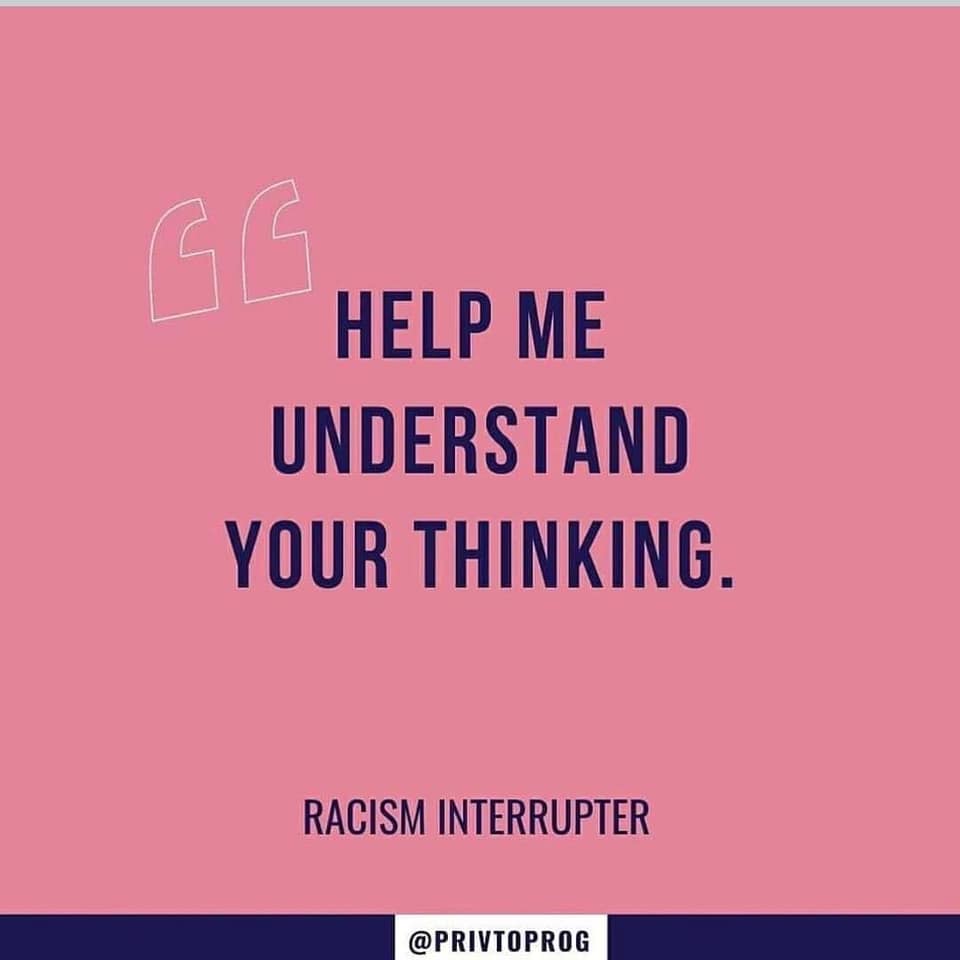 “
HELP ME
UNDERSTAND
YOUR THINKING.
RACISM INTERRUPTER
@PRIVTOPROG